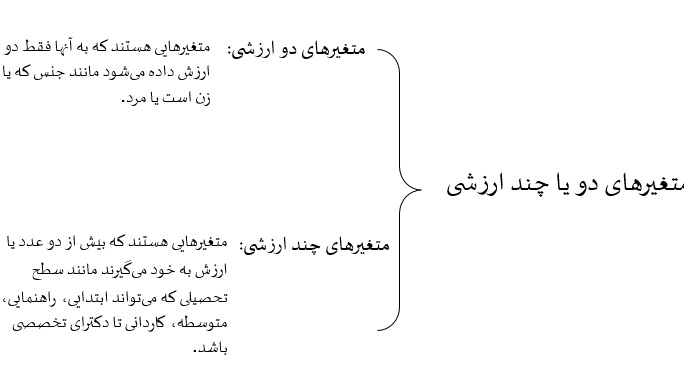 متغیرهای دو یا چند ارزشی
متغیرهای دو ارزشی:
متغیرهایی هستند که به آنها فقط دو
ارزش داده می‌شود مانند جنس که یا
زن است یا مرد.
متغیرهای چند ارزشی:
متغیرهایی هستند که بیش از دو عدد یا
ارزش به خود می‌گیرند مانند سطح
تحصیلی که می‌تواند ابتدایی، راهنمایی،
متوسطه، کاردانی تا دکترای تخصصی
باشد.